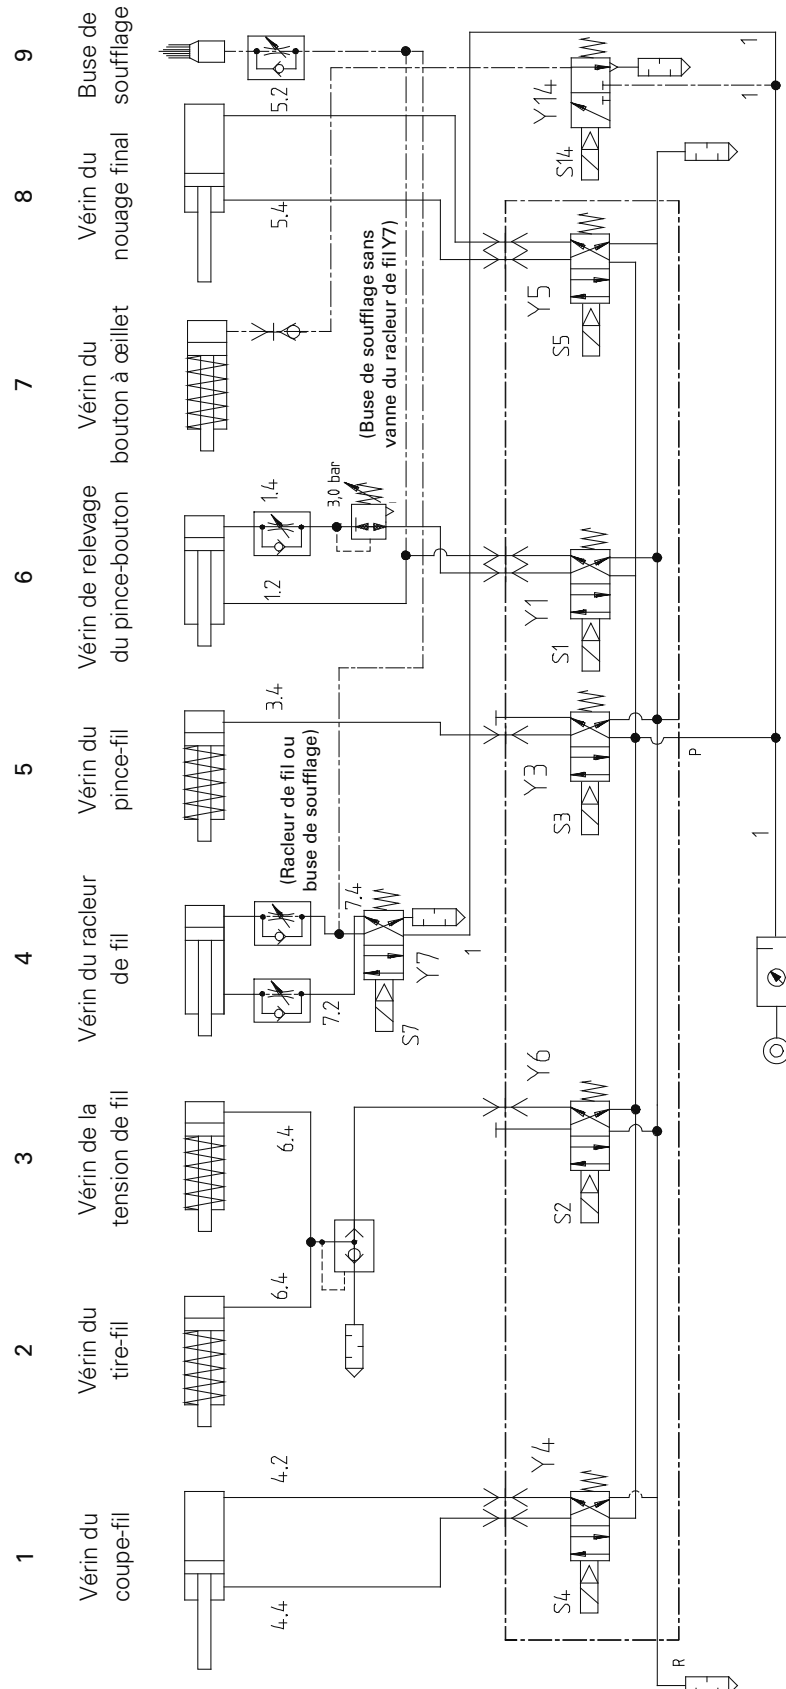 1
Vérin du
coupe-fil
2
Vérin du
tire-fil
3
Vérin de la
tension de fil
4
Vérin du racleur
de fil
5
Vérin du
pince-fil
6
Vérin de relevage
du pince-bouton
7
Vérin du
bouton à œillet
8
Vérin du
nouage final
9
Buse de
soufflage
4.4
4.2
6.4
6.4
7.2
7.4
(Racleur de fil ou
buse de soufflage)
3.4
1.2
1.4
3,0 bar
(Buse de soufflage sans
vanne du racleur de fil Y7)
5.4
5.2
S7
Y7
1
Y4
S4
Y6
S2
Y3
S3
Y1
S1
Y5
S5
Y14
S14
R
P
1
1
1